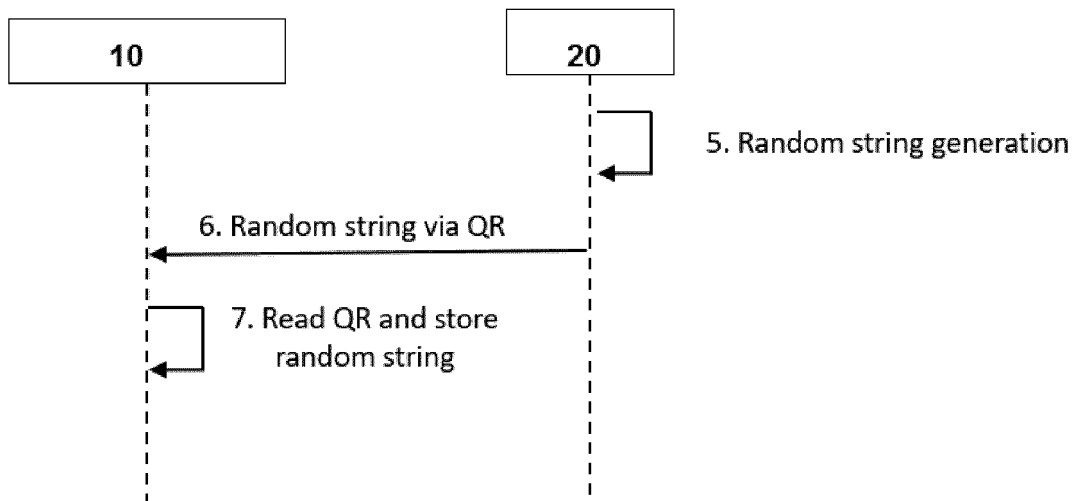 10
20
5. Random string generation
6. Random string via QR
7. Read QR and store
random string